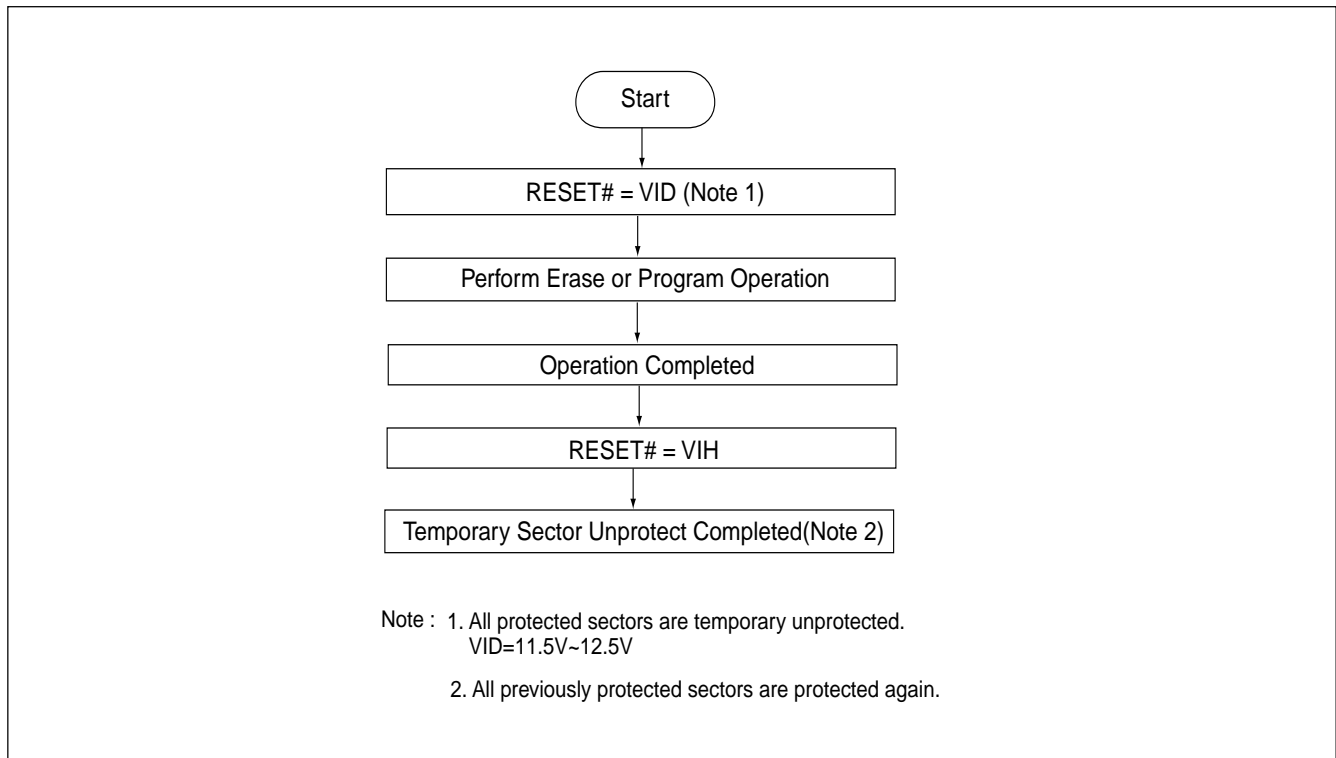 Start
RESET# = VID (Note 1)
Perform Erase or Program Operation
Operation Completed
RESET# = VIH
Temporary Sector Unprotect Completed(Note 2)
Note : 1. All protected sectors are temporary unprotected.
VID=11.5V~12.5V
2. All previously protected sectors are protected again.